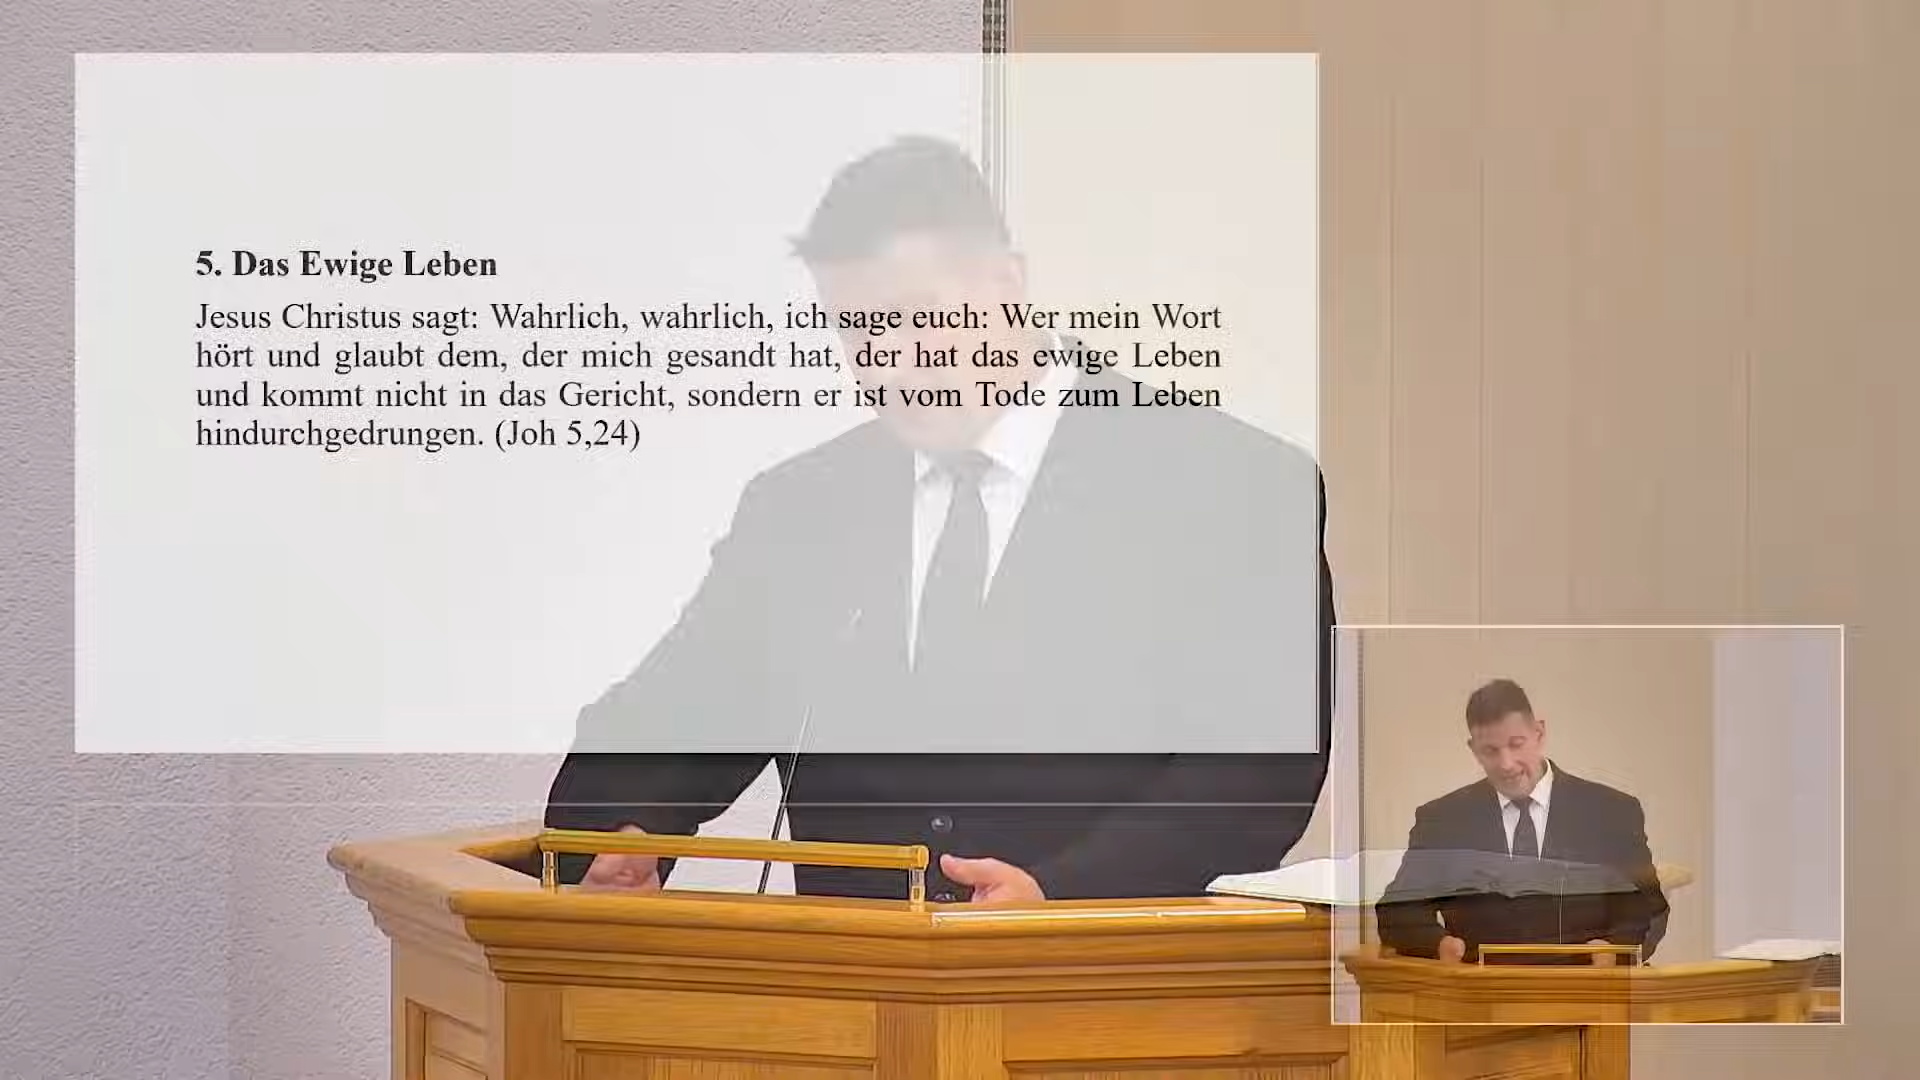 5. Das Ewige Leben
Jesus Christus sagt: Wahrlich, wahrlich, ich sage euch: Wer mein Wort
hört und glaubt dem, der mich gesandt hat, der hat das ewige Leben
und kommt nicht in das Gericht, sondern er ist vom Tode zum Leben
hindurchgedrungen. (Joh 5,24)